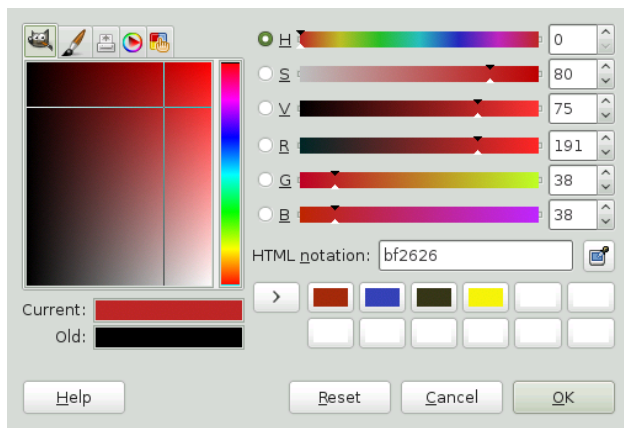 H 0
S 80
V 75
R 191
G 38
B 38
HTML notation: bf2626
Current:
Old:
Help
Reset
Cancel
OK